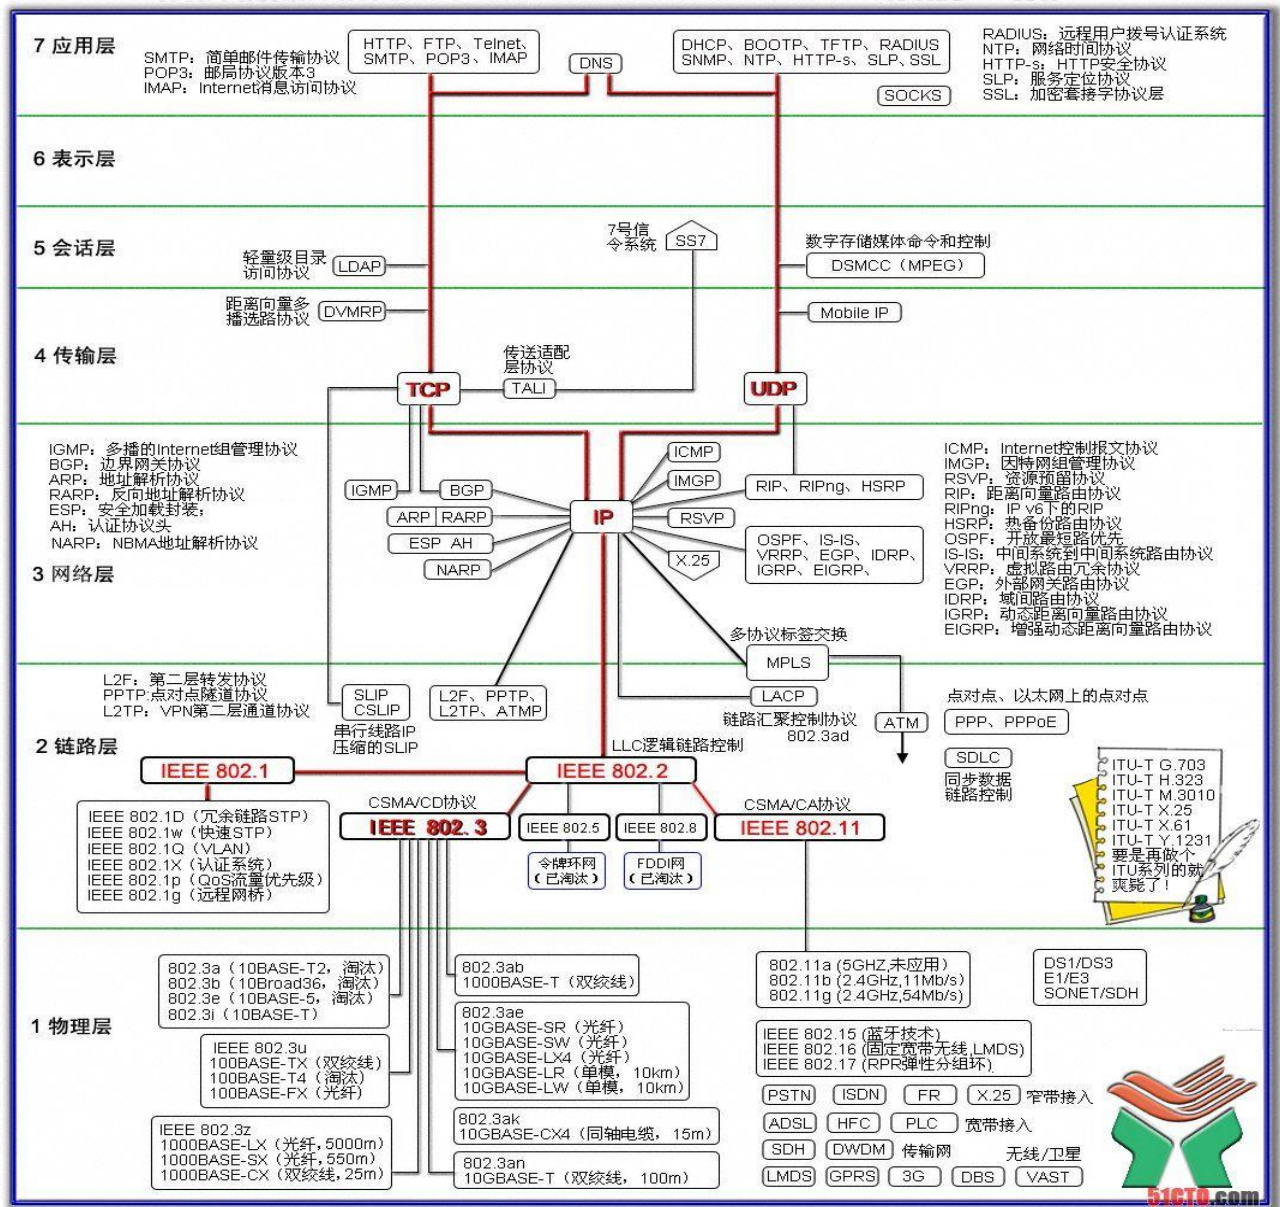 7 应用层
SMTP：简单邮件传输协议
POP3：邮局协议版本3
IMAP：Internet消息访问协议
HTTP、FTP、Telnet、
SMTP、POP3、IMAP
DNS
DHCP、BOOTP、TFTP、RADIUS
SNMP、NTP、HTTP-s、SLP、SSL
SOCKS
RADIUS：远程用户拨号认证系统
NTP：网络时间协议
HTTP-s：HTTP安全协议
SLP：服务定位协议
SSL：加密套接字协议层
6 表示层
5 会话层
轻量级目录
访问协议
LDAP
7号信
令系统
SS7
数字存储媒体命令和控制
DSMCC（MPEG）
4 传输层
距离向量多
播选路协议
DVMRP
Mobile IP
传送适配
层协议
TCP
TALI
UDP
3 网络层
IGMP：多播的Internet组管理协议
BGP：边界网关协议
ARP：地址解析协议
RARP：反向地址解析协议
ESP：安全加载封装；
AH：认证协议头
NARP：NBMA地址解析协议
IGMP
BGP
ARP RARP
ESP AH
NARP
IP
ICMP
IMGP
RIP、RIPng、HSRP
RSVP
X.25
OSPF、IS-IS、
VRRP、EGP、IDRP、
IGRP、EIGRP、
ICMP：Internet控制报文协议
IMGP：因特网组管理协议
RSVP：资源预留协议
RIP：距离向量路由协议
RIPng：IP v6下的RIP
HSRP：热备份路由协议
OSPF：开放最短路优先
IS-IS：中间系统到中间系统路由协议
VRRP：虚拟路由冗余协议
EGP：外部网关路由协议
IDRP：域间路由协议
IGRP：动态距离向量路由协议
EIGRP：增强动态距离向量路由协议
多协议标签交换
MPLS
2 链路层
L2F：第二层转发协议
PPTP:点对点隧道协议
L2TP：VPN第二层通道协议
SLIP
CSLIP
串行线路IP
压缩的SLIP
L2F、PPTP、
L2TP、ATMP
LACP
链路汇聚控制协议
802.3ad
ATM
点对点、以太网上的点对点
PPP、PPPoE
SDLC
同步数据
链路控制
LLC逻辑链路控制
IEEE 802.1
IEEE 802.2
CSMA/CD协议
IEEE 802.3
IEEE 802.5
IEEE 802.8
CSMA/CA协议
IEEE 802.11
令牌环网
（已淘汰）
FDDI网
（已淘汰）
IEEE 802.1D（冗余链路STP）
IEEE 802.1w（快速STP）
IEEE 802.1Q（VLAN）
IEEE 802.1X（认证系统）
IEEE 802.1p（QoS流量优先级）
IEEE 802.1g（远程网桥）
ITU-T G.703
ITU-T H.323
ITU-T M.3010
ITU-T X.25
ITU-T X.61
ITU-T Y.1231
要是再做个
ITU系列的就
爽毙了！
1 物理层
802.3a（10BASE-T2，淘汰）
802.3b（10Broad36，淘汰）
802.3e（10BASE-5，淘汰）
802.3i（10BASE-T）
IEEE 802.3u
100BASE-TX（双绞线）
100BASE-T4（淘汰）
100BASE-FX（光纤）
IEEE 802.3z
1000BASE-LX（光纤，5000m）
1000BASE-SX（光纤，550m）
1000BASE-CX（双绞线，25m）
802.3ab
1000BASE-T（双绞线）
802.3ae
10GBASE-SR（光纤）
10GBASE-SW（光纤）
10GBASE-LX4（光纤）
10GBASE-LR（单模，10km）
10GBASE-LW（单模，10km）
802.3ak
10GBASE-CX4（同轴电缆，15m）
802.3an
10GBASE-T（双绞线，100m）
802.11a (5GHZ,未应用)
802.11b (2.4GHZ,11Mb/s)
802.11g (2.4GHZ,54Mb/s)
DS1/DS3
E1/E3
SONET/SDH
IEEE 802.15 (蓝牙技术)
IEEE 802.16 (固定宽带无线,LMDS)
IEEE 802.17 (RPR弹性分组环)
PSTN ISDN FR X.25 窄带接入
ADSL HFC PLC 宽带接入
SDH DWDM 传输网 无线/卫星
LMDS GPRS 3G DBS VAST
51CTO.com